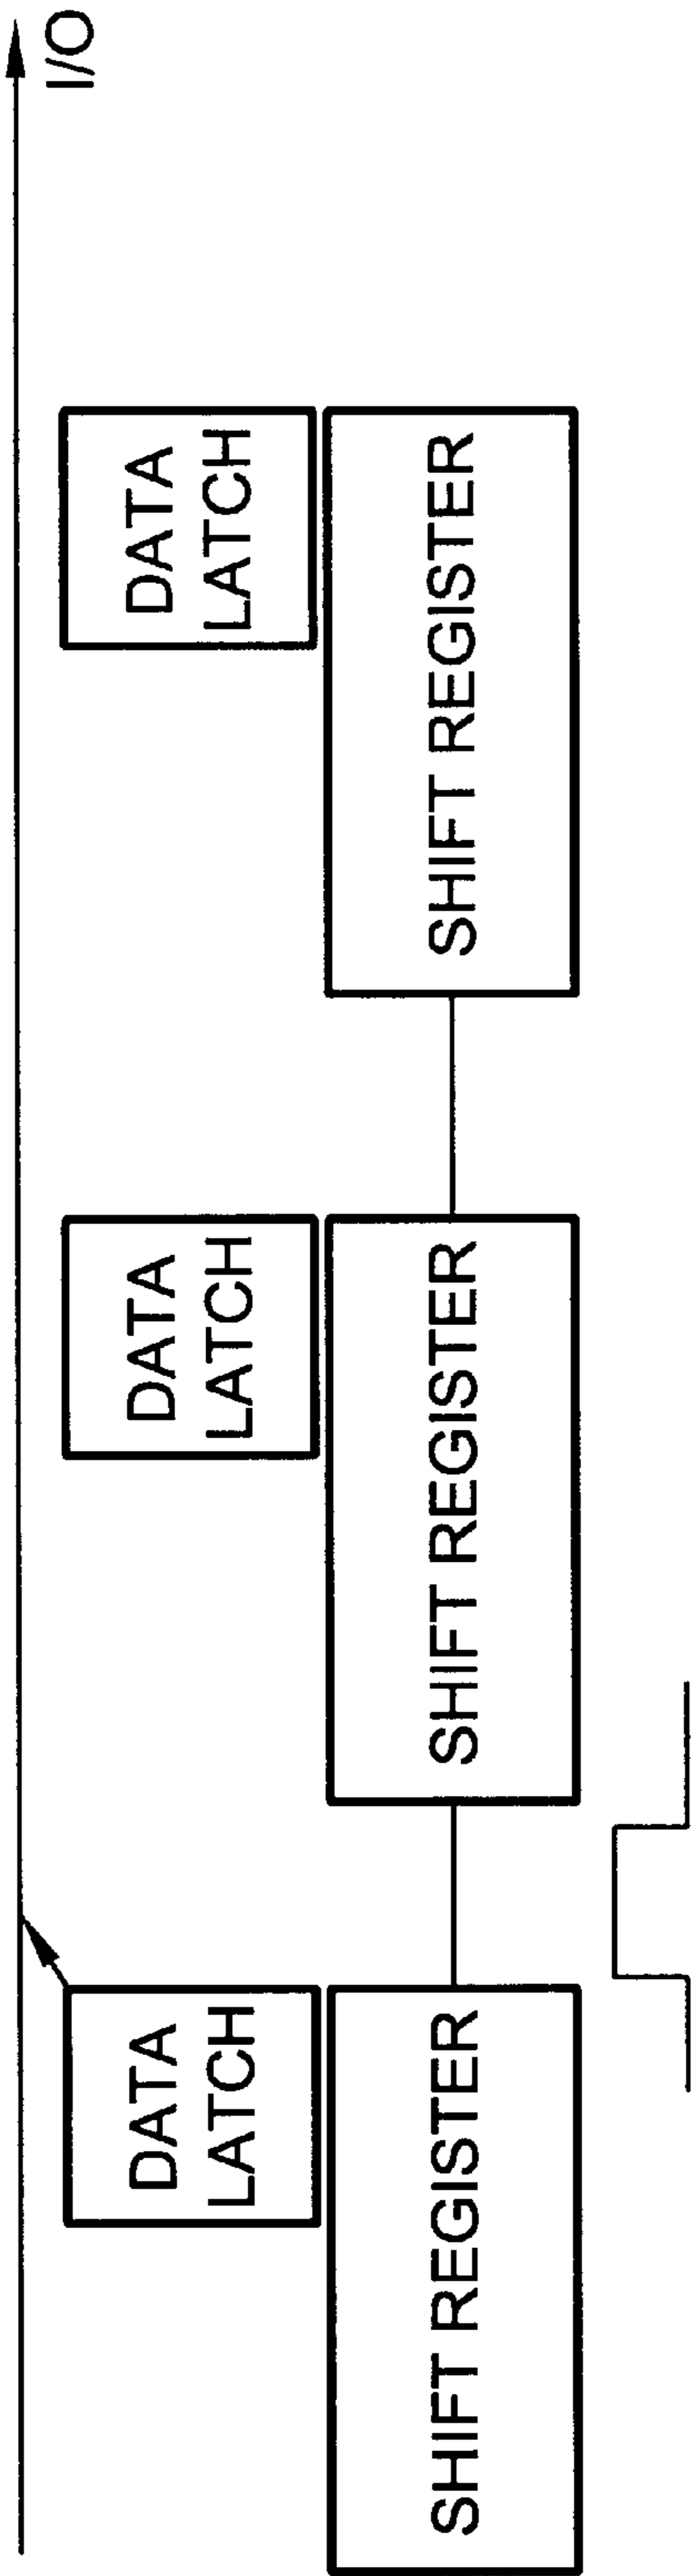 I/O
DATA
LATCH
DATA
LATCH
DATA
LATCH
SHIFT REGISTER
SHIFT REGISTER
SHIFT REGISTER